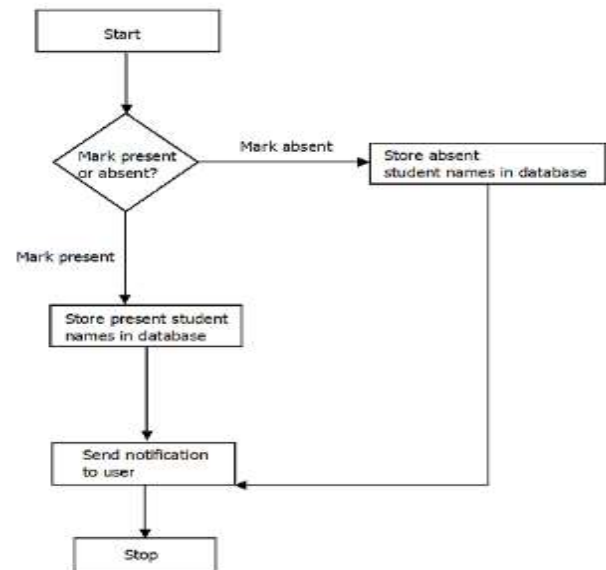 Start
Mark present
or absent?
Mark absent
Store absent
student names in database
Mark present
Store present student
names in database
Send notification
to user
Stop